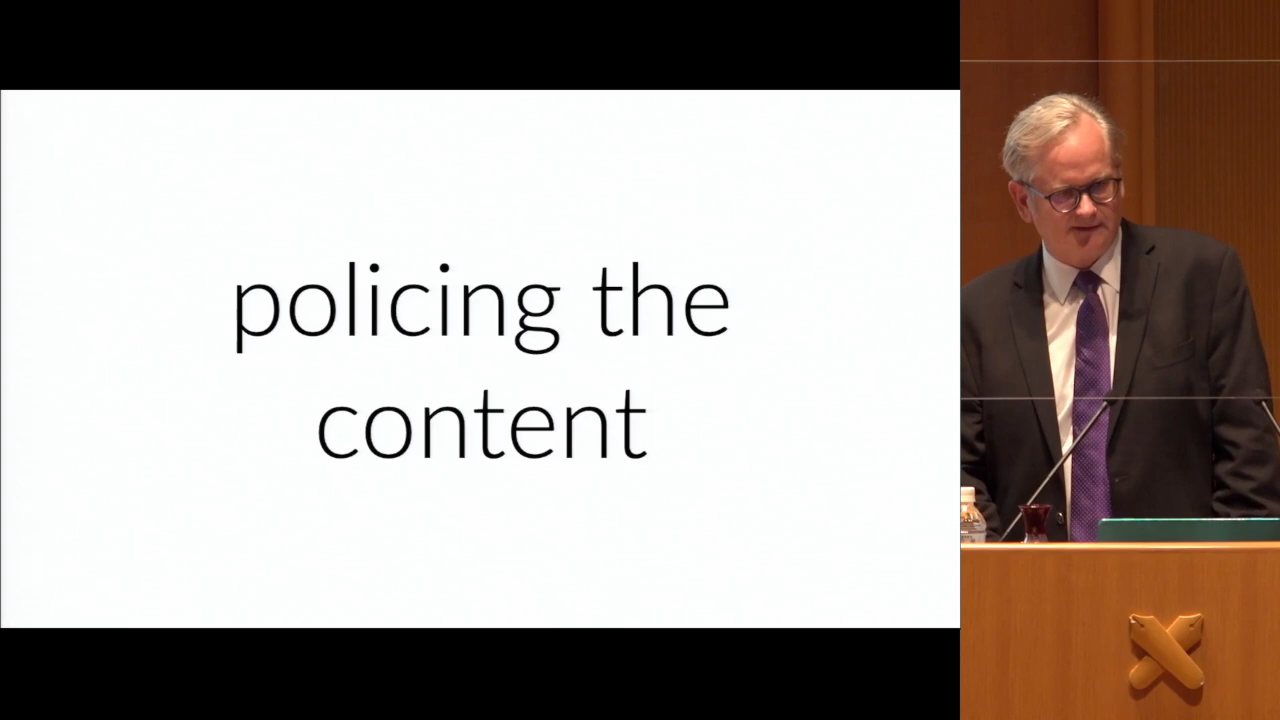 policing the
content